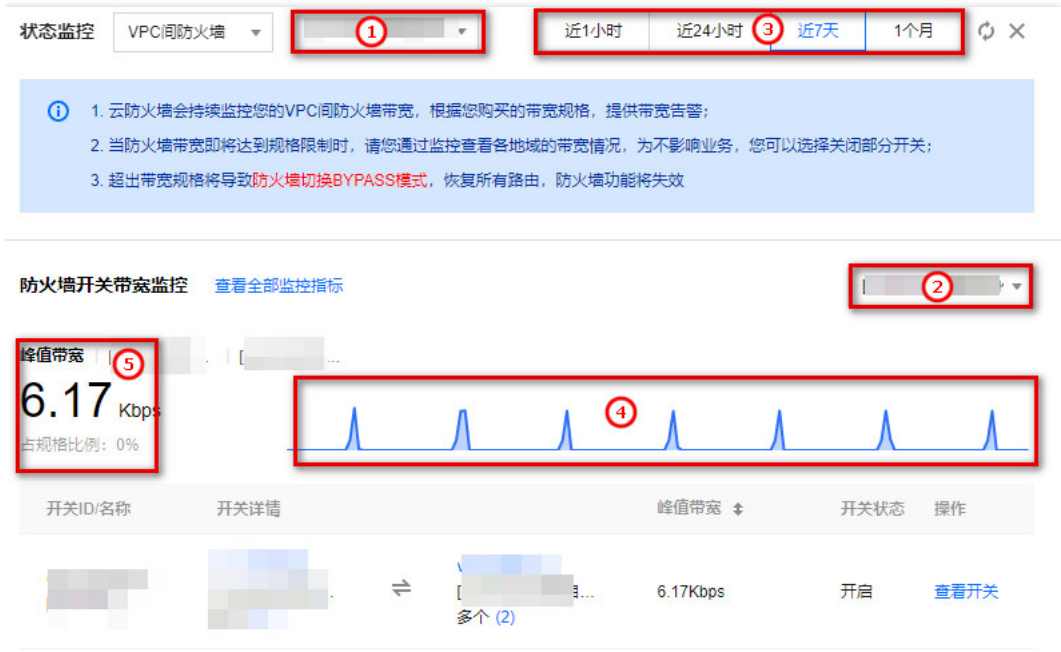 状态监控 VPC间防火墙 ① 近1小时 近24小时 ③ 近7天 1个月
1. 云防火墙会持续监控您的VPC间防火墙带宽，根据您购买的带宽规格，提供带宽告警；
2. 当防火墙带宽即将达到规格限制时，请您通过监控查看各地域的带宽情况，为不影响业务，您可以选择关闭部分开关；
3. 超出带宽规格将导致防火墙切换BYPASS模式，恢复所有路由，防火墙功能将失效
防火墙开关带宽监控 查看全部监控指标 ②
峰值带宽 ⑤ ...
6.17 Kbps ④
占规格比例：0%
开关ID/名称 开关详情 峰值带宽 开关状态 操作
6.17Kbps 开启 查看开关
多个 (2)